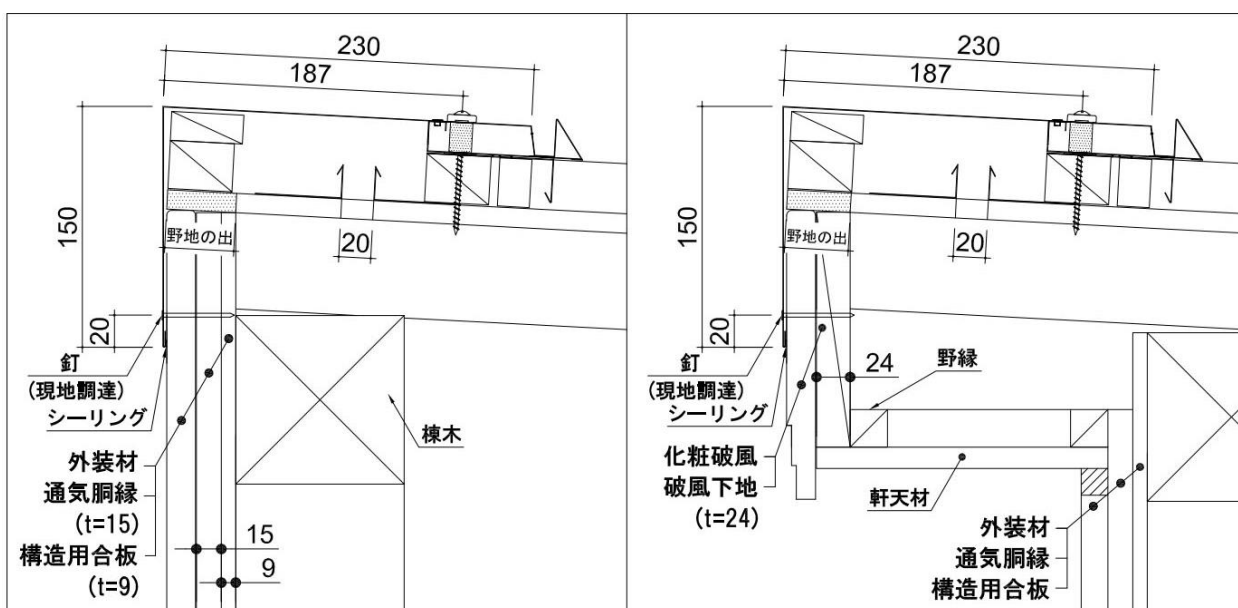 230
187
150
野地の出
20
20
釘
(現地調達)
シーリング
棟木
外装材
通気胴縁
(t=15)
構造用合板
(t=9)
15
9
230
187
150
野地の出
20
20
釘
(現地調達)
シーリング
24
野縁
化粧破風
破風下地
(t=24)
軒天材
外装材
通気胴縁
構造用合板